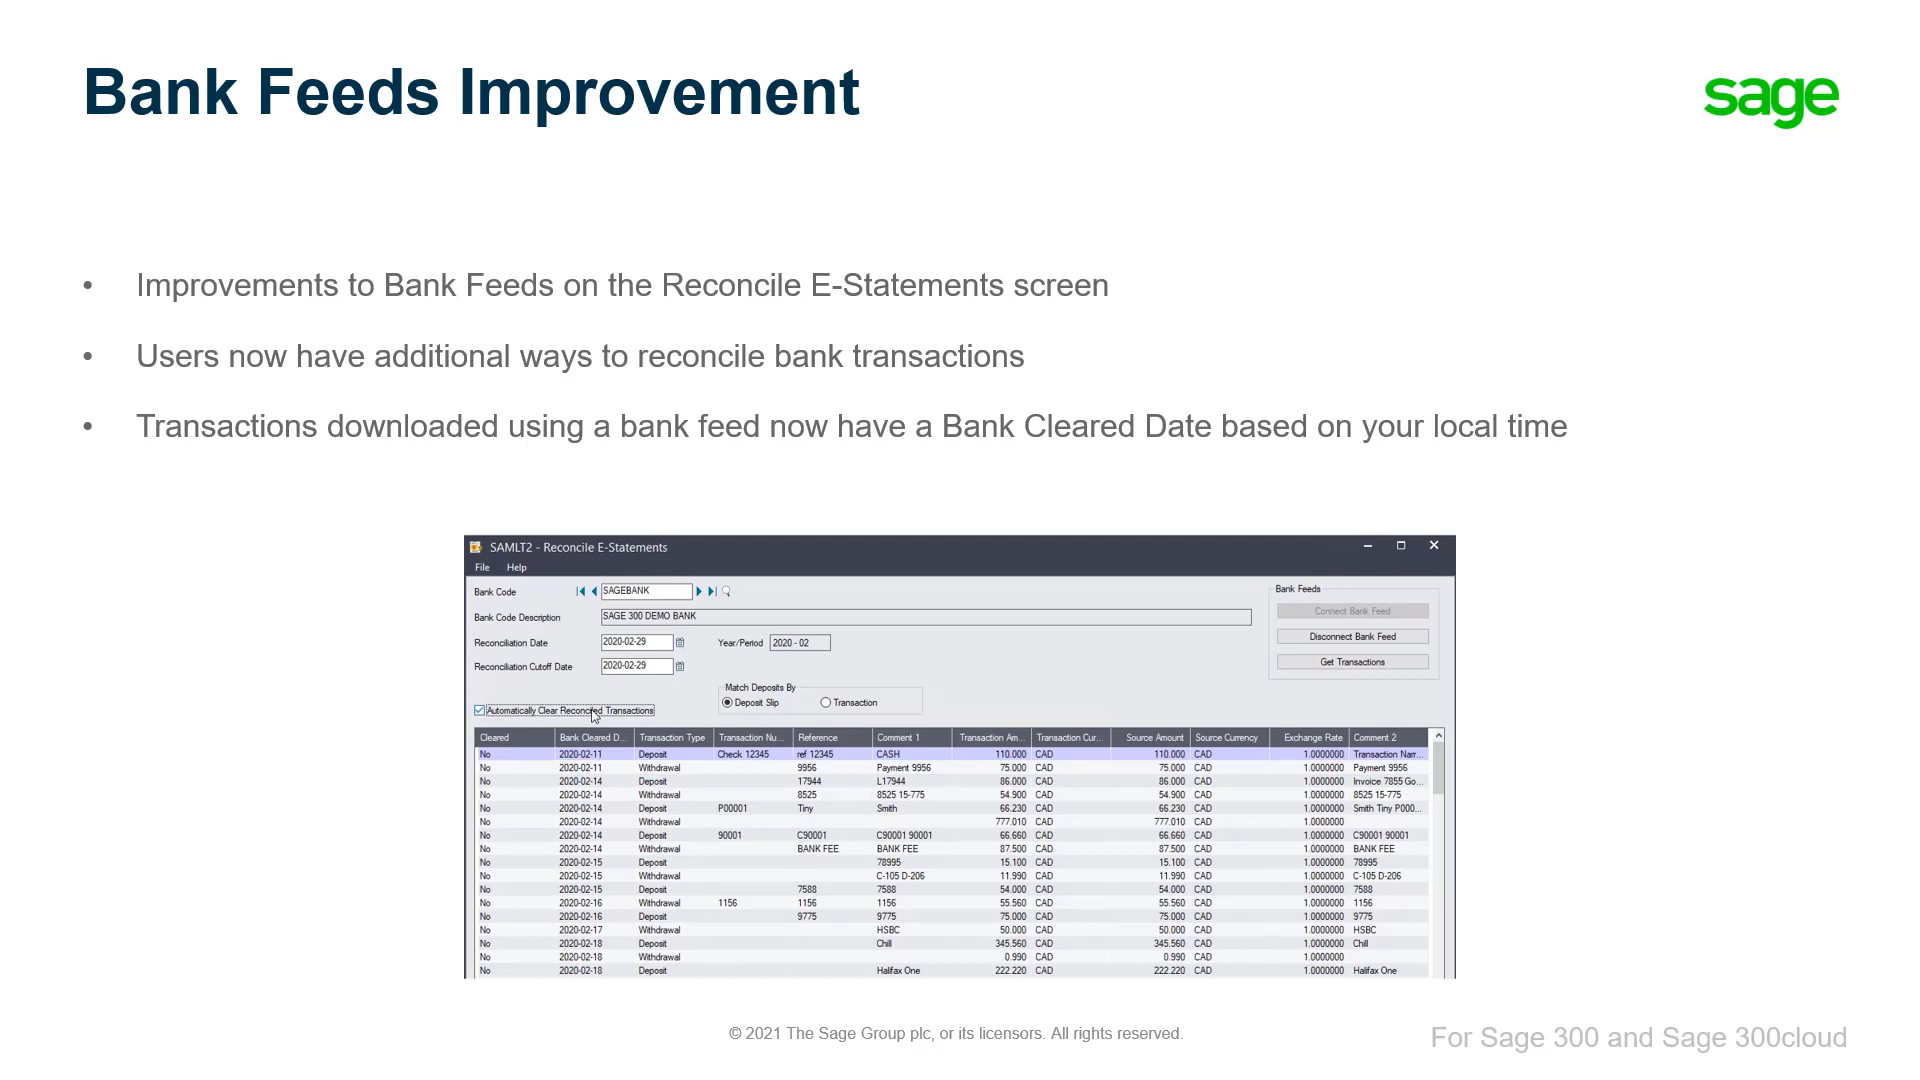 Bank Feeds Improvement
sage
• Improvements to Bank Feeds on the Reconcile E-Statements screen
• Users now have additional ways to reconcile bank transactions
• Transactions downloaded using a bank feed now have a Bank Cleared Date based on your local time
SAMLT2 - Reconcile E-Statements
File Help
Bank Code SAGEBANK
Bank Code Description SAGE 300 DEMO BANK
Reconciliation Date 2020-02-29 Year/Period 2020 - 02
Reconciliation Cutoff Date 2020-02-29
Bank Feeds
Connect Bank Feed
Disconnect Bank Feed
Get Transactions
Match Deposits By
Deposit Slip Transaction
Automatically Clear Reconciled Transactions
Cleared Bank Cleared D... Transaction Type Transaction Nu... Reference Comment 1 Transaction Am... Transaction Cur... Source Amount Source Currency Exchange Rate Comment 2
No 2020-02-11 Deposit Check 12345 ref 12345 CASH 110.000 CAD 110.000 CAD 1.0000000 Transaction Narr...
No 2020-02-11 Withdrawal 9956 Payment 9956 75.000 CAD 75.000 CAD 1.0000000 Payment 9956
No 2020-02-14 Deposit 17944 L17944 86.000 CAD 86.000 CAD 1.0000000 Invoice 7855 Go...
No 2020-02-14 Withdrawal 8525 8525 15-775 54.900 CAD 54.900 CAD 1.0000000 8525 15-775
No 2020-02-14 Deposit P00001 Tiny Smith 66.230 CAD 66.230 CAD 1.0000000 Smith Tiny P000...
No 2020-02-14 Withdrawal 777.010 CAD 777.010 CAD 1.0000000
No 2020-02-14 Deposit 90001 C90001 C90001 90001 66.660 CAD 66.660 CAD 1.0000000 C90001 90001
No 2020-02-14 Withdrawal BANK FEE BANK FEE 87.500 CAD 87.500 CAD 1.0000000 BANK FEE
No 2020-02-15 Deposit 78995 15.100 CAD 15.100 CAD 1.0000000 78995
No 2020-02-15 Withdrawal C-105 D-206 11.990 CAD 11.990 CAD 1.0000000 C-105 D-206
No 2020-02-15 Deposit 7588 7588 54.000 CAD 54.000 CAD 1.0000000 7588
No 2020-02-16 Withdrawal 1156 1156 1156 55.560 CAD 55.560 CAD 1.0000000 1156
No 2020-02-16 Deposit 9775 9775 75.000 CAD 75.000 CAD 1.0000000 9775
No 2020-02-17 Withdrawal HSBC 50.000 CAD 50.000 CAD 1.0000000 HSBC
No 2020-02-18 Deposit Chill 345.560 CAD 345.560 CAD 1.0000000 Chill
No 2020-02-18 Withdrawal 0.990 CAD 0.990 CAD 1.0000000
No 2020-02-18 Deposit Halifax One 222.220 CAD 222.220 CAD 1.0000000 Halifax One
© 2021 The Sage Group plc, or its licensors. All rights reserved.
For Sage 300 and Sage 300cloud